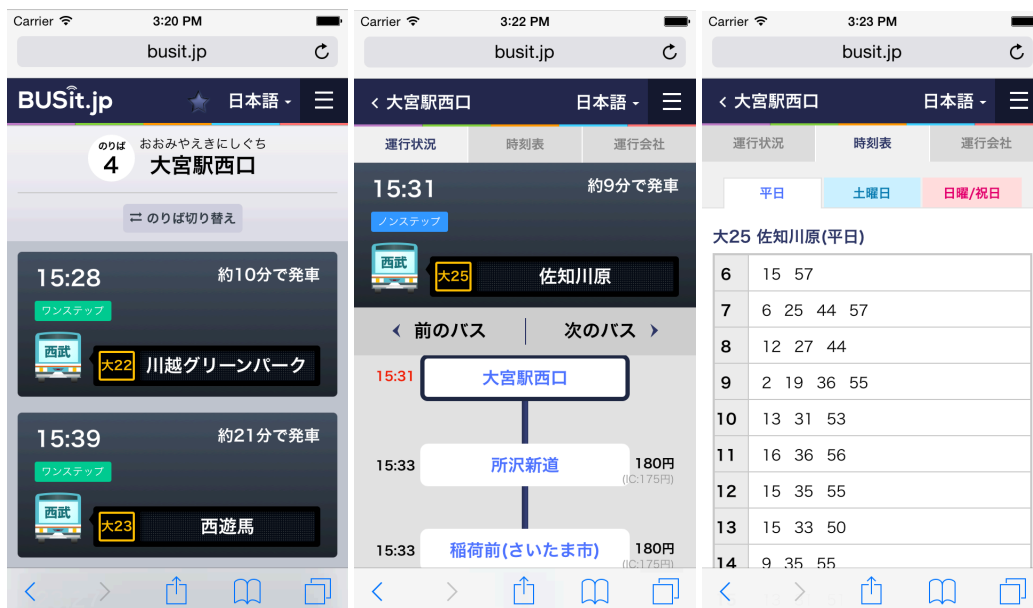 Carrier 3:20 PM
busit.jp
BUSit.jp 日本語
のりば 4
おおみやえきにしぐち
大宮駅西口
のりば切り替え
15:28 約10分で発車
ワンステップ
西武 大22 川越グリーンパーク
15:39 約21分で発車
ワンステップ
西武 大23 西遊馬
Carrier 3:22 PM
busit.jp
大宮駅西口 日本語
運行状況 時刻表 運行会社
15:31 約9分で発車
ノンステップ
西武 大25 佐知川原
前のバス 次のバス
15:31 大宮駅西口
15:33 所沢新道 180円
(IC:175円)
15:33 稲荷前(さいたま市) 180円
(IC:175円)
Carrier 3:23 PM
busit.jp
大宮駅西口 日本語
運行状況 時刻表 運行会社
平日 土曜日 日曜/祝日
大25 佐知川原(平日)
6 15 57
7 6 25 44 57
8 12 27 44
9 2 19 36 55
10 13 31 53
11 16 36 56
12 15 35 55
13 15 33 50
14 9 35 55